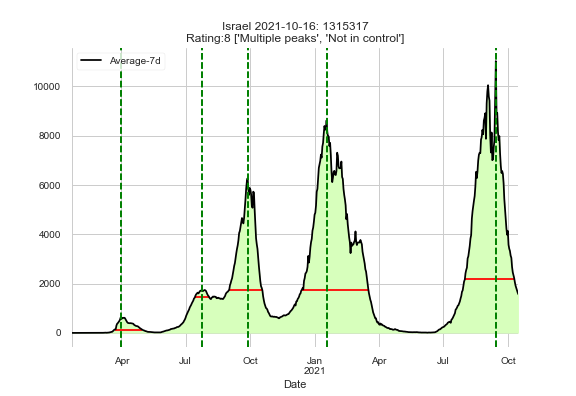 Israel 2021-10-16: 1315317
Rating:8 ['Multiple peaks', 'Not in control']
Average-7d
10000
8000
6000
4000
2000
0
Apr Jul Oct Jan Apr Jul Oct
2021
Date